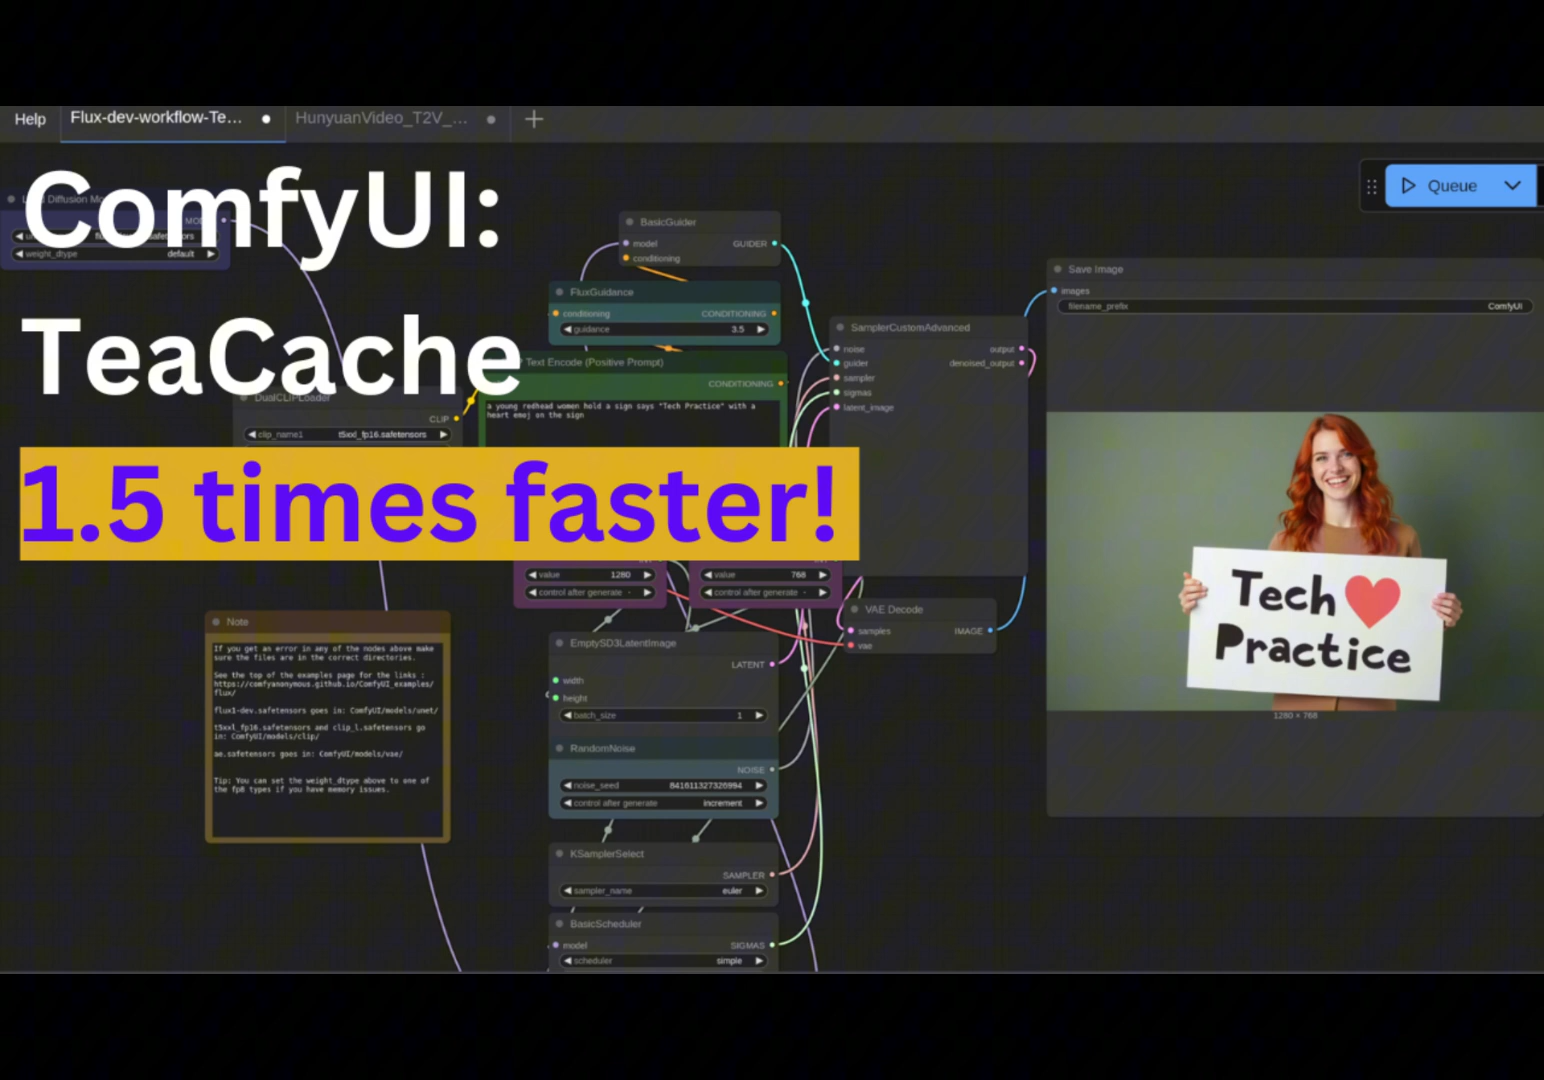 Help
Flux-dev-workflow-Te...
HunyuanVideo_T2V_...
ComfyUI:
TeaCache
1.5 times faster!
Queue
weight_dtype default
BasicGuider
model GUIDER
conditioning
FluxGuidance
conditioning CONDITIONING
guidance 3.5
Text Encode (Positive Prompt)
CONDITIONING
a young redhead women hold a sign says "Tech Practice" with a
heart emoj on the sign
DualCLIPLoader
CLIP
clip_name1 t5xxl_fp16.safetensors
SamplerCustomAdvanced
noise output
guider denoised_output
sampler
sigmas
latent_image
Save Image
images
filename_prefix ComfyUI
Tech
Practice
1280 × 768
value 1280
control after generate
value 768
control after generate
VAE Decode
samples IMAGE
vae
Note
If you get an error in any of the nodes above make
sure the files are in the correct directories.
See the top of the examples page for the links :
https://comfyanonymous.github.io/ComfyUI_examples/
flux/
flux1-dev.safetensors goes in: ComfyUI/models/unet/
t5xxl_fp16.safetensors and clip_l.safetensors go
in: ComfyUI/models/clip/
ae.safetensors goes in: ComfyUI/models/vae/
Tip: You can set the weight_dtype above to one of
the fp8 types if you have memory issues.
EmptySD3LatentImage
LATENT
width
height
batch_size 1
RandomNoise
NOISE
noise_seed 841611327326994
control after generate increment
KSamplerSelect
SAMPLER
sampler_name euler
BasicScheduler
model SIGMAS
scheduler simple